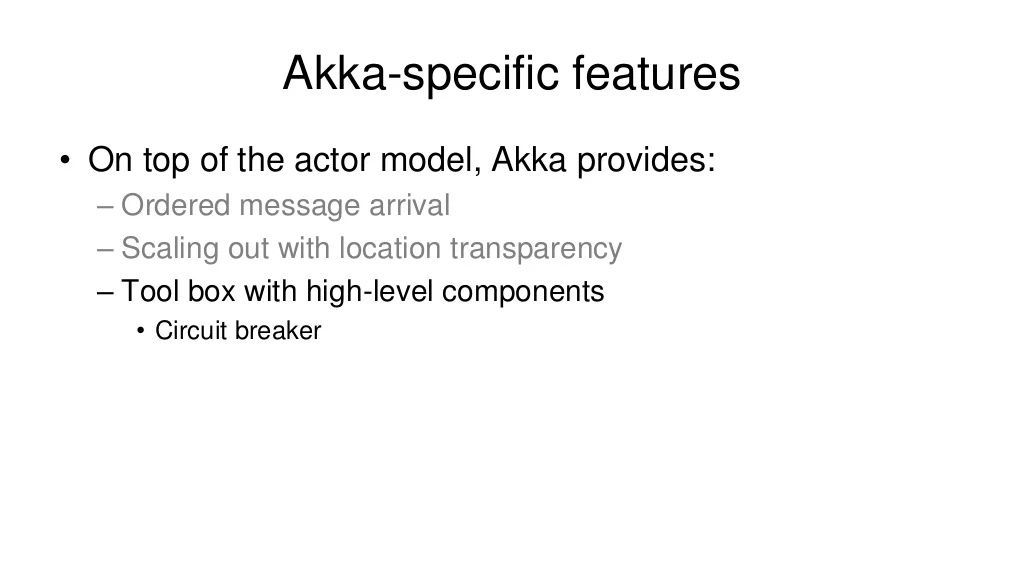 Akka-specific features
• On top of the actor model, Akka provides:
– Ordered message arrival
– Scaling out with location transparency
– Tool box with high-level components
• Circuit breaker